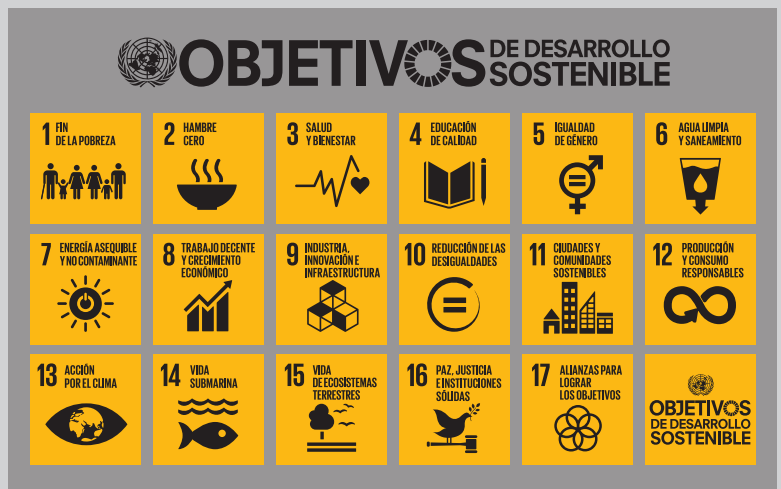 OBJETIVOS DE DESARROLLO
SOSTENIBLE
1 FIN
DE LA POBREZA
2 HAMBRE
CERO
3 SALUD
Y BIENESTAR
4 EDUCACIÓN
DE CALIDAD
5 IGUALDAD
DE GÉNERO
6 AGUA LIMPIA
Y SANEAMIENTO
7 ENERGÍA ASEQUIBLE
Y NO CONTAMINANTE
8 TRABAJO DECENTE
Y CRECIMIENTO
ECONÓMICO
9 INDUSTRIA,
INNOVACIÓN E
INFRAESTRUCTURA
10 REDUCCIÓN DE LAS
DESIGUALDADES
11 CIUDADES Y
COMUNIDADES
SOSTENIBLES
12 PRODUCCIÓN
Y CONSUMO
RESPONSABLES
13 ACCIÓN
POR EL CLIMA
14 VIDA
SUBMARINA
15 VIDA
DE ECOSISTEMAS
TERRESTRES
16 PAZ, JUSTICIA
E INSTITUCIONES
SÓLIDAS
17 ALIANZAS PARA
LOGRAR
LOS OBJETIVOS
OBJETIVOS
DE DESARROLLO
SOSTENIBLE